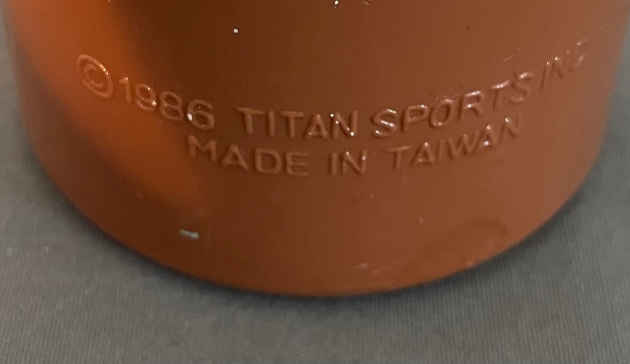 ©1986 TITAN SPORTS INC
MADE IN TAIWAN